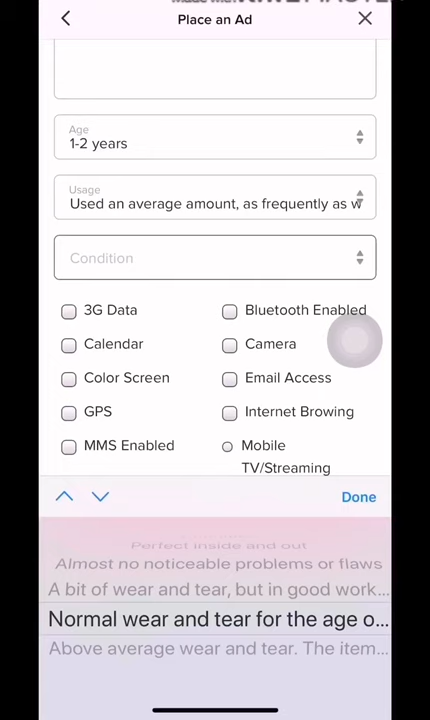 Place an Ad
Age
1-2 years
Usage
Used an average amount, as frequently as w
Condition
3G Data
Bluetooth Enabled
Calendar
Camera
Color Screen
Email Access
GPS
Internet Browing
MMS Enabled
Mobile
TV/Streaming
Done
Perfect inside and out
Almost no noticeable problems or flaws
A bit of wear and tear, but in good work...
Normal wear and tear for the age o...
Above average wear and tear. The item...